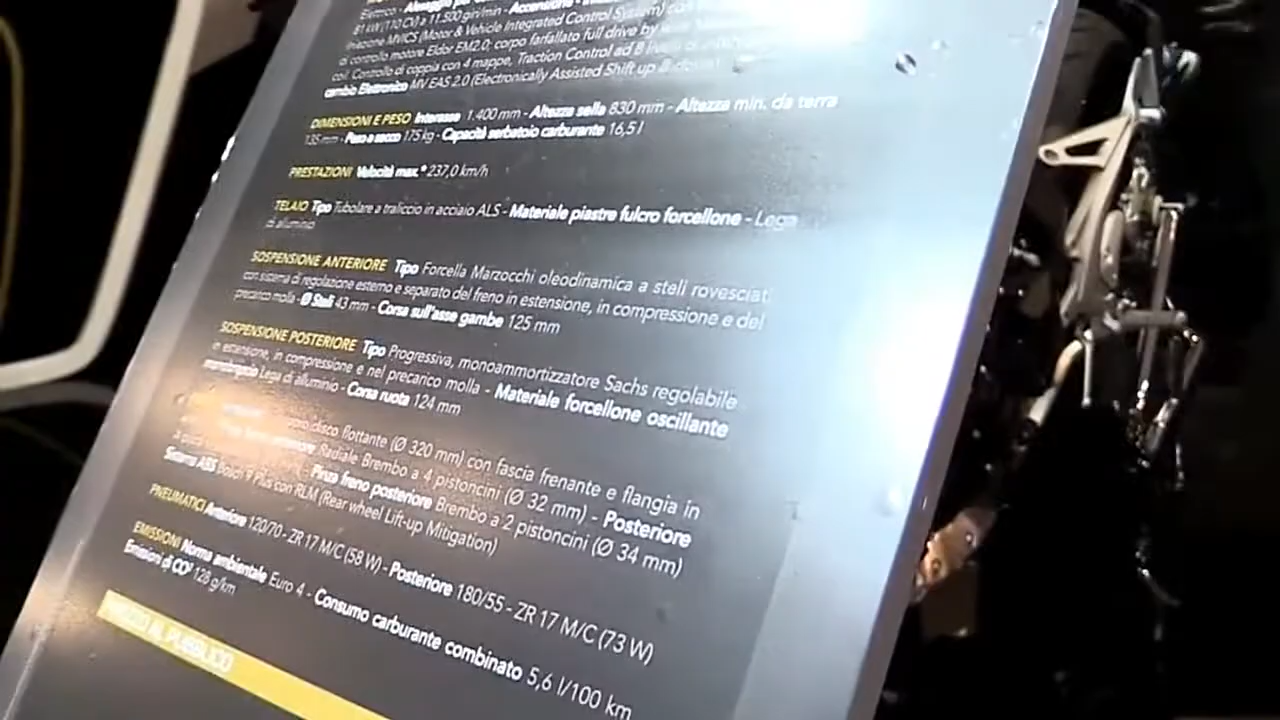 Elettrico - Alesaggio per
81 kW (110 CV) a 11.500 giri/min - Accensione -
iniezione MVICS (Motor & Vehicle Integrated Control System) con
di controllo motore Eldor EM2.0; corpo farfallato full drive by
coil. Controllo di coppia con 4 mappe, Traction Control ad 8 livelli di
cambio Elettronico MV EAS 2.0 (Electronically Assisted Shift up & down)
DIMENSIONI E PESO Interasse 1.400 mm - Altezza sella 830 mm - Altezza min. da terra
135 mm - Peso a secco 175 kg - Capacità serbatoio carburante 16,5 l
PRESTAZIONI Velocità max.* 237,0 km/h
TELAIO Tipo Tubolare a traliccio in acciaio ALS - Materiale piastre fulcro forcellone - Lega
di alluminio
SOSPENSIONE ANTERIORE Tipo Forcella Marzocchi oleodinamica a steli rovesciati
con sistema di regolazione esterno e separato del freno in estensione, in compressione e del
precarico molla - Ø Steli 43 mm - Corsa sull'asse gambe 125 mm
SOSPENSIONE POSTERIORE Tipo Progressiva, monoammortizzatore Sachs regolabile
in estensione, in compressione e nel precarico molla - Materiale forcellone oscillante
monobraccio Lega di alluminio - Corsa ruota 124 mm
doppio disco flottante (Ø 320 mm) con fascia frenante e flangia in
Radiale Brembo a 4 pistoncini (Ø 32 mm) - Posteriore
- Pinza freno posteriore Brembo a 2 pistoncini (Ø 34 mm)
Sistema ABS Bosch 9 Plus con RLM (Rear wheel Lift-up Mitigation)
PNEUMATICI Anteriore 120/70 - ZR 17 M/C (58 W) - Posteriore 180/55 - ZR 17 M/C (73 W)
EMISSIONI Norma ambientale Euro 4 - Consumo carburante combinato 5,6 l/100 km
Emissioni di CO² 128 g/km
PREZZO AL PUBBLICO